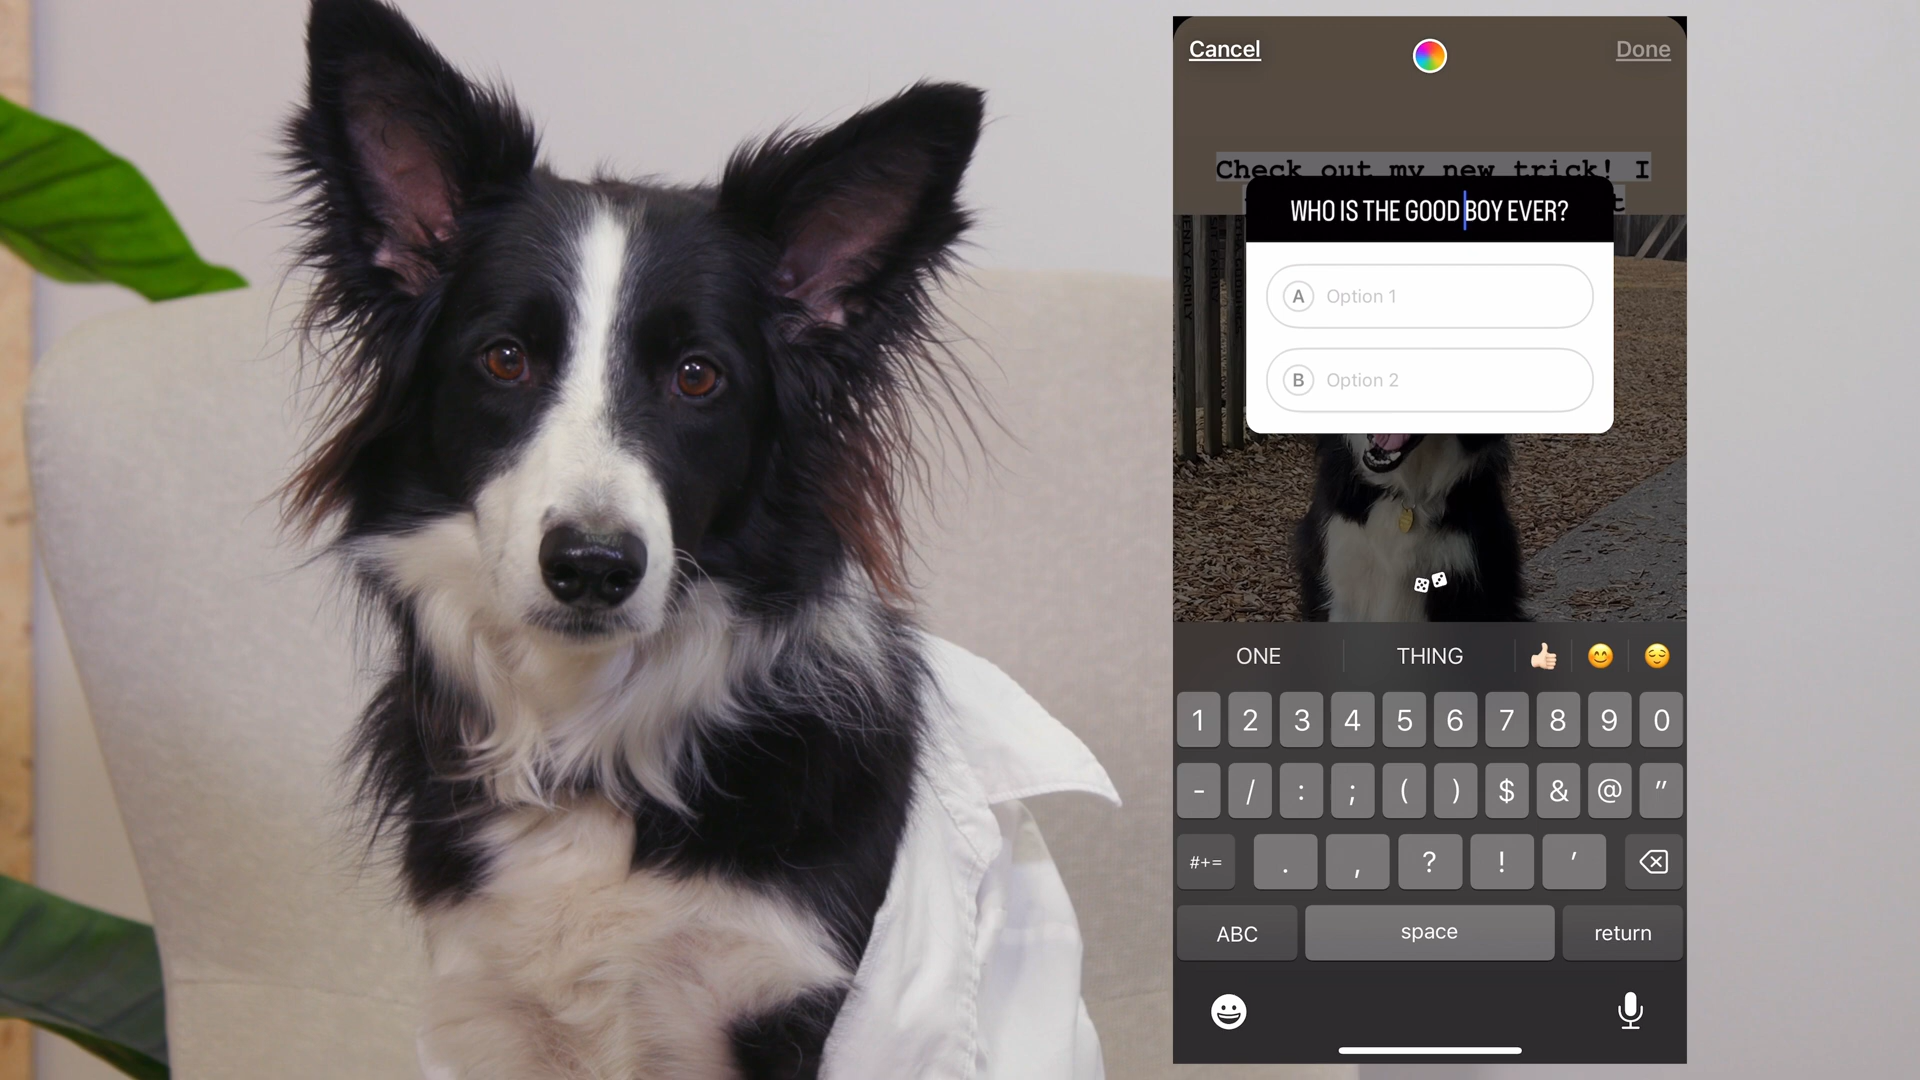 Cancel
Done
Check out my new trick! I
t
WHO IS THE GOOD BOY EVER?
A Option 1
B Option 2
ONE THING
1 2 3 4 5 6 7 8 9 0
- / : ; ( ) $ & @ "
#+= . , ? ! '
ABC space return